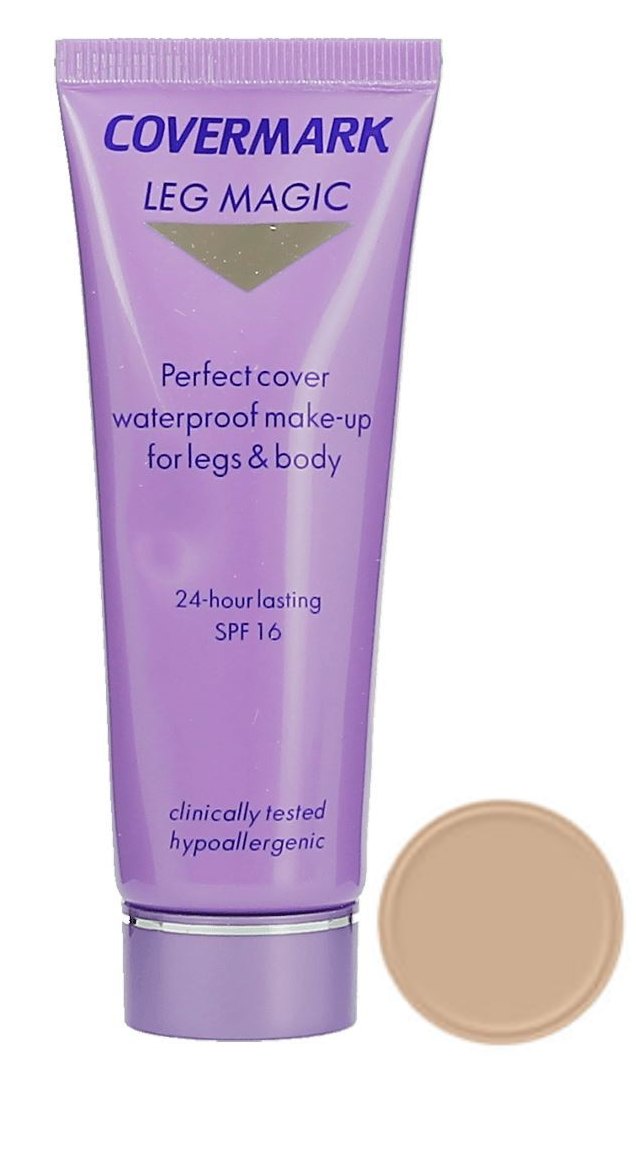 COVERMARK
LEG MAGIC
Perfect cover
waterproof make-up
for legs & body
24-hour lasting
SPF 16
clinically tested
hypoallergenic